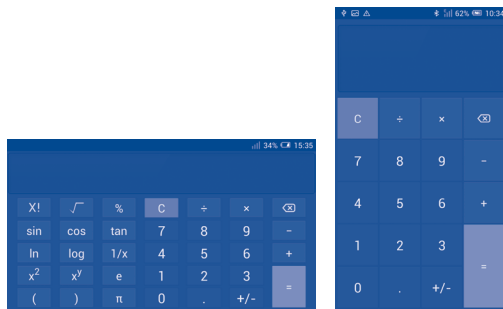 34% 15:35
X! √ % C ÷ ×
sin cos tan 7 8 9 −
ln log 1/x 4 5 6 +
x² xʸ e 1 2 3 =
( ) π 0 . +/-
62% 10:34
C ÷ ×
7 8 9 −
4 5 6 +
1 2 3 =
0 . +/-